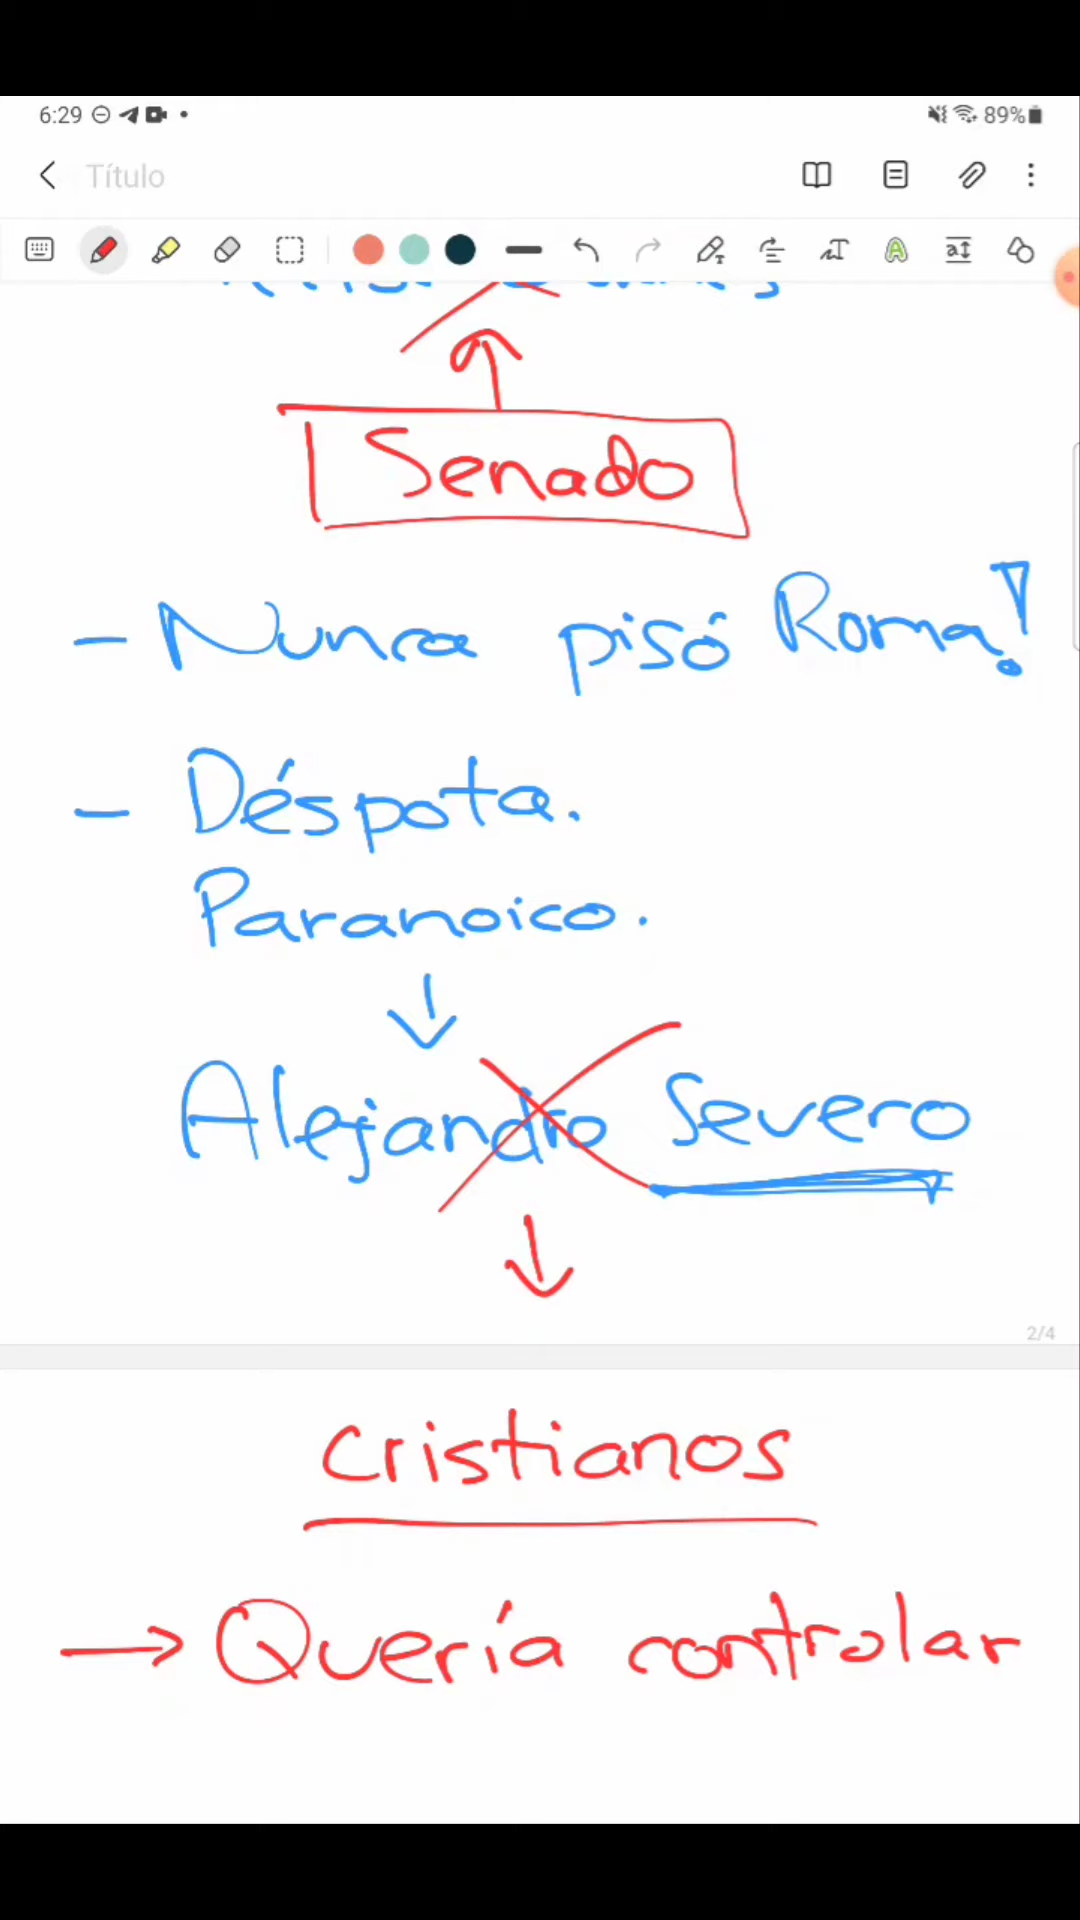 6:29
89%
Título
Senado
- Nunca pisó Roma!
- Déspota.
Paranoico.
Alejandro Severo
2/4
cristianos
→ Quería controlar